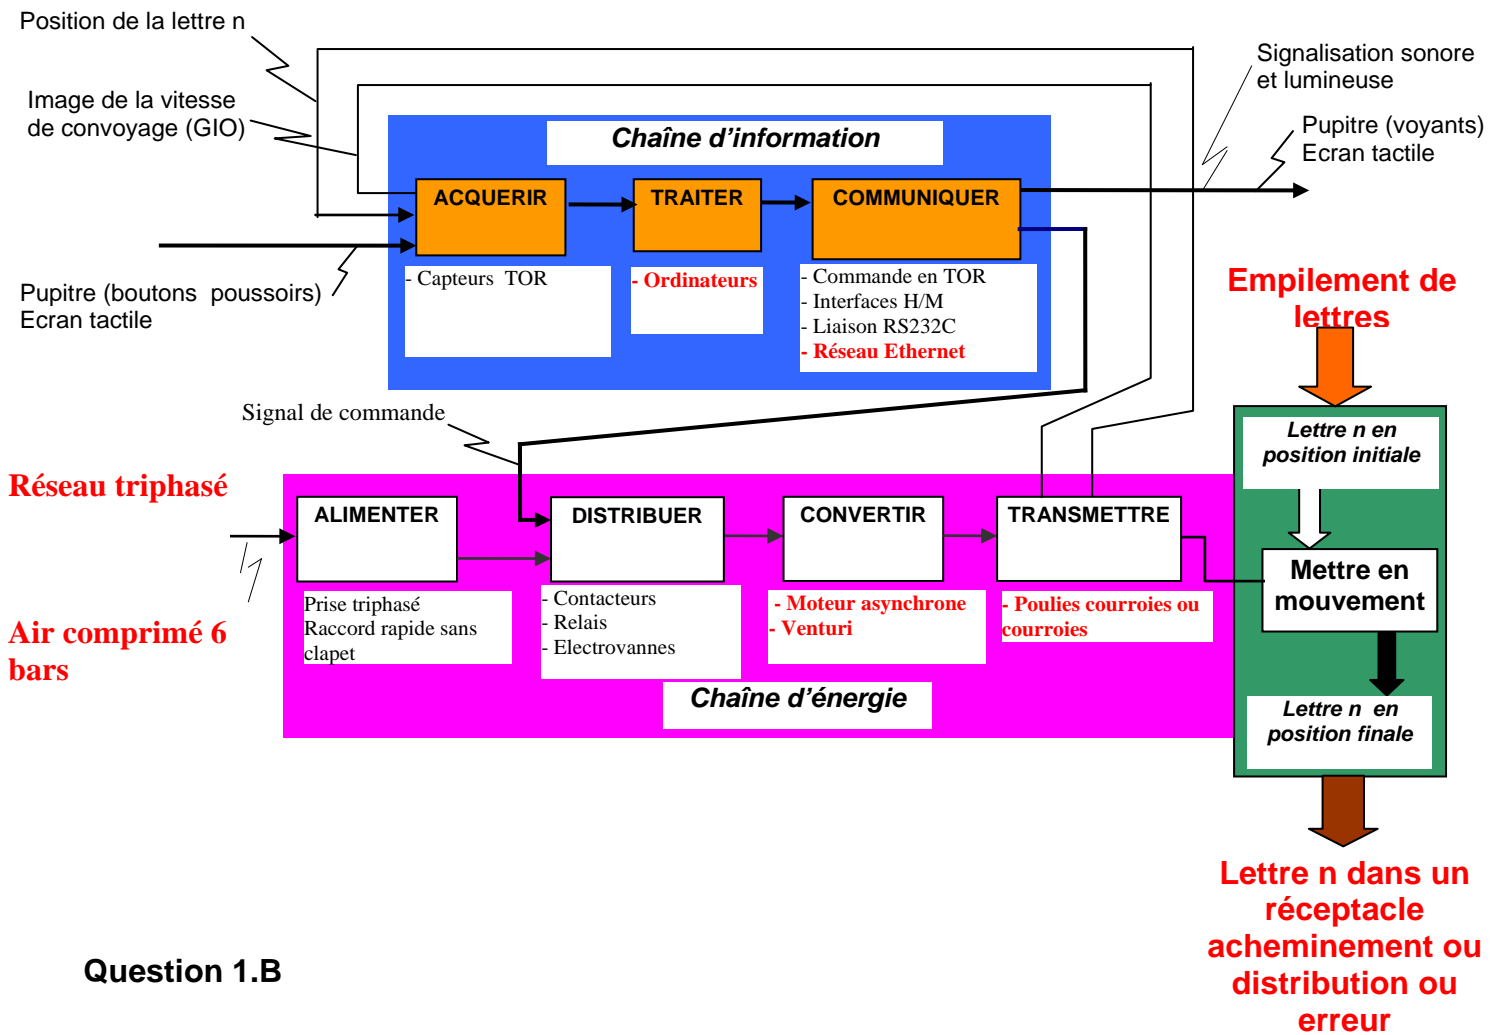 Position de la lettre n
Image de la vitesse
de convoyage (GIO)
Signalisation sonore
et lumineuse
Pupitre (voyants)
Ecran tactile
Chaîne d'information
ACQUERIR
TRAITER
COMMUNIQUER
Pupitre (boutons poussoirs)
Ecran tactile
- Capteurs TOR
- Ordinateurs
- Commande en TOR
- Interfaces H/M
- Liaison RS232C
- Réseau Ethernet
Empilement de
lettres
Signal de commande
Lettre n en
position initiale
Réseau triphasé
Air comprimé 6
bars
ALIMENTER
DISTRIBUER
CONVERTIR
TRANSMETTRE
Mettre en
mouvement
Prise triphasé
Raccord rapide sans
clapet
- Contacteurs
- Relais
- Electrovannes
- Moteur asynchrone
- Venturi
- Poulies courroies ou
courroies
Chaîne d'énergie
Lettre n en
position finale
Lettre n dans un
réceptacle
acheminement ou
distribution ou
erreur
Question 1.B